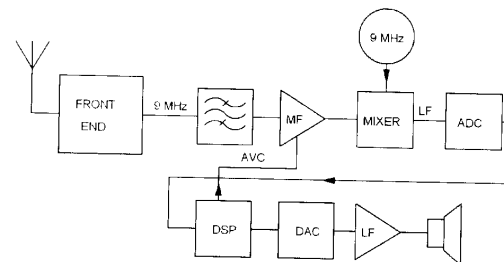 9 MHz
FRONT
END
9 MHz
MF
MIXER
LF
ADC
AVC
DSP
DAC
LF